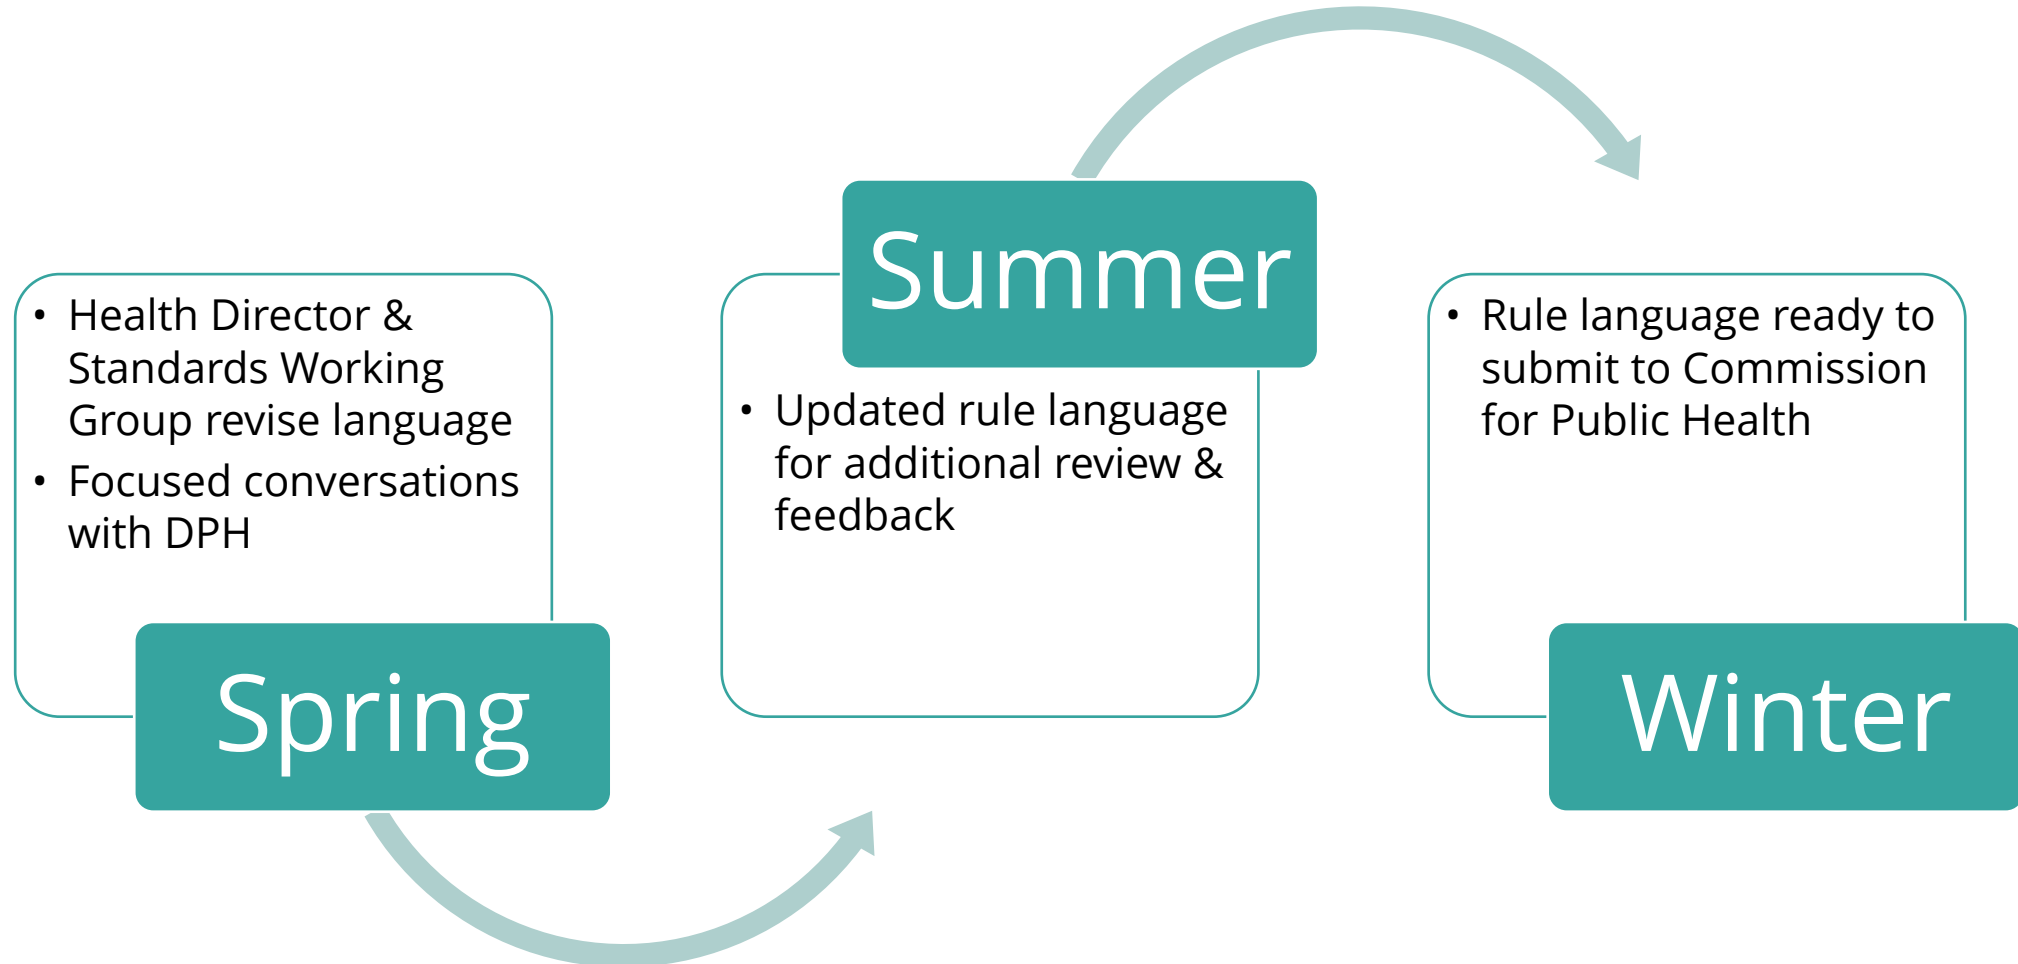 • Health Director &
Standards Working
Group revise language
• Focused conversations
with DPH
Spring
Summer
• Updated rule language
for additional review &
feedback
• Rule language ready to
submit to Commission
for Public Health
Winter